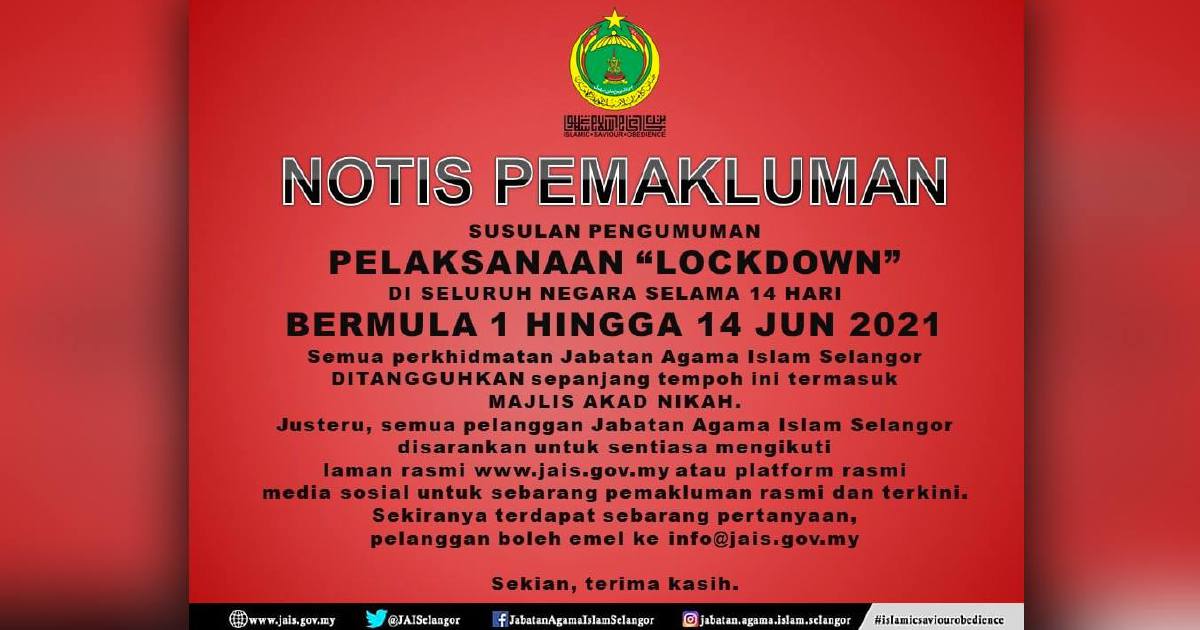 ISLAMIC•SAVIOUR•OBEDIENCE
NOTIS PEMAKLUMAN
SUSULAN PENGUMUMAN
PELAKSANAAN “LOCKDOWN”
DI SELURUH NEGARA SELAMA 14 HARI
BERMULA 1 HINGGA 14 JUN 2021
Semua perkhidmatan Jabatan Agama Islam Selangor
DITANGGUHKAN sepanjang tempoh ini termasuk
MAJLIS AKAD NIKAH.
Justeru, semua pelanggan Jabatan Agama Islam Selangor
disarankan untuk sentiasa mengikuti
laman rasmi www.jais.gov.my atau platform rasmi
media sosial untuk sebarang pemakluman rasmi dan terkini.
Sekiranya terdapat sebarang pertanyaan,
pelanggan boleh emel ke info@jais.gov.my
Sekian, terima kasih.
www.jais.gov.my @JAISelangor JabatanAgamaIslamSelangor jabatan.agama.islam.selangor #islamicsaviourobedience